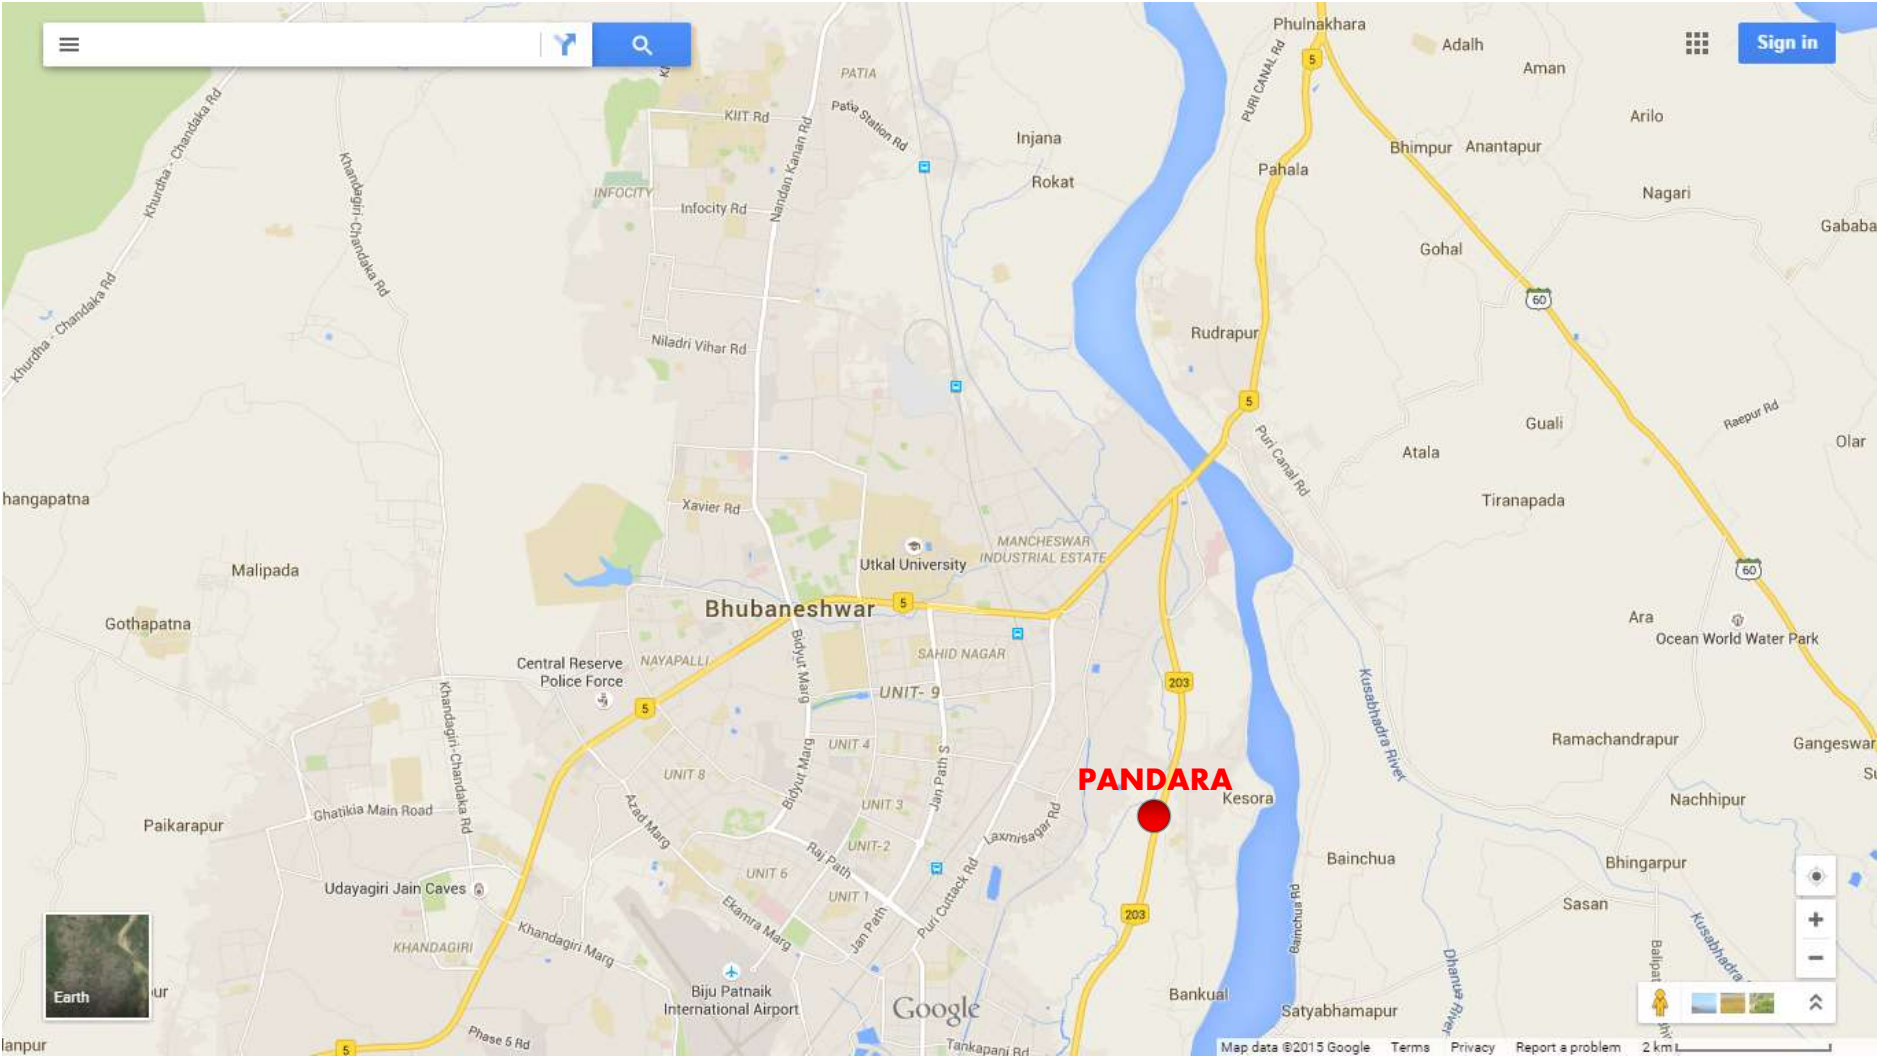 Phulnakhara
Sign in
Adalh
Aman
PURI CANAL Rd
5
PATIA
Patia Station Rd
KIIT Rd
Khurdha - Chandaka Rd
Khandagiri-Chandaka Rd
Nandan Kanan Rd
Injana
Rokat
Arilo
Bhimpur
Anantapur
Pahala
Nagari
Gababa
INFOCITY
Infocity Rd
Gohal
60
Khurdha - Chandaka Rd
Niladri Vihar Rd
Rudrapur
5
Puri Canal Rd
Guali
Raepur Rd
Olar
Atala
Tiranapada
hangapatna
Xavier Rd
Malipada
Utkal University
MANCHESWAR
INDUSTRIAL ESTATE
60
Bhubaneshwar
5
Gothapatna
Ara
Ocean World Water Park
Central Reserve
Police Force
NAYAPALLI
Bidyut Marg
SAHID NAGAR
UNIT- 9
203
Kusabhadra River
5
Khandagiri-Chandaka Rd
UNIT 4
Ramachandrapur
Gangeswar
UNIT 8
Bidyut Marg
Jan Path S
PANDARA
Kesora
Nachhipur
Ghatikia Main Road
Paikarapur
Azad Marg
UNIT 3
Laxmisagar Rd
UNIT-2
Raj Path
Bainchua
Bhingarpur
UNIT 6
Udayagiri Jain Caves
UNIT 1
Ekamra Marg
Jan Path
Puri Cuttack Rd
203
Bainchua Rd
Sasan
Kusabhadra
KHANDAGIRI
Khandagiri Marg
Dhanua River
Balipat
Earth
ur
Biju Patnaik
International Airport
Google
Bankual
Satyabhamapur
lanpur
5
Phase 5 Rd
Tankapani Rd
Map data ©2015 Google Terms Privacy Report a problem 2 km